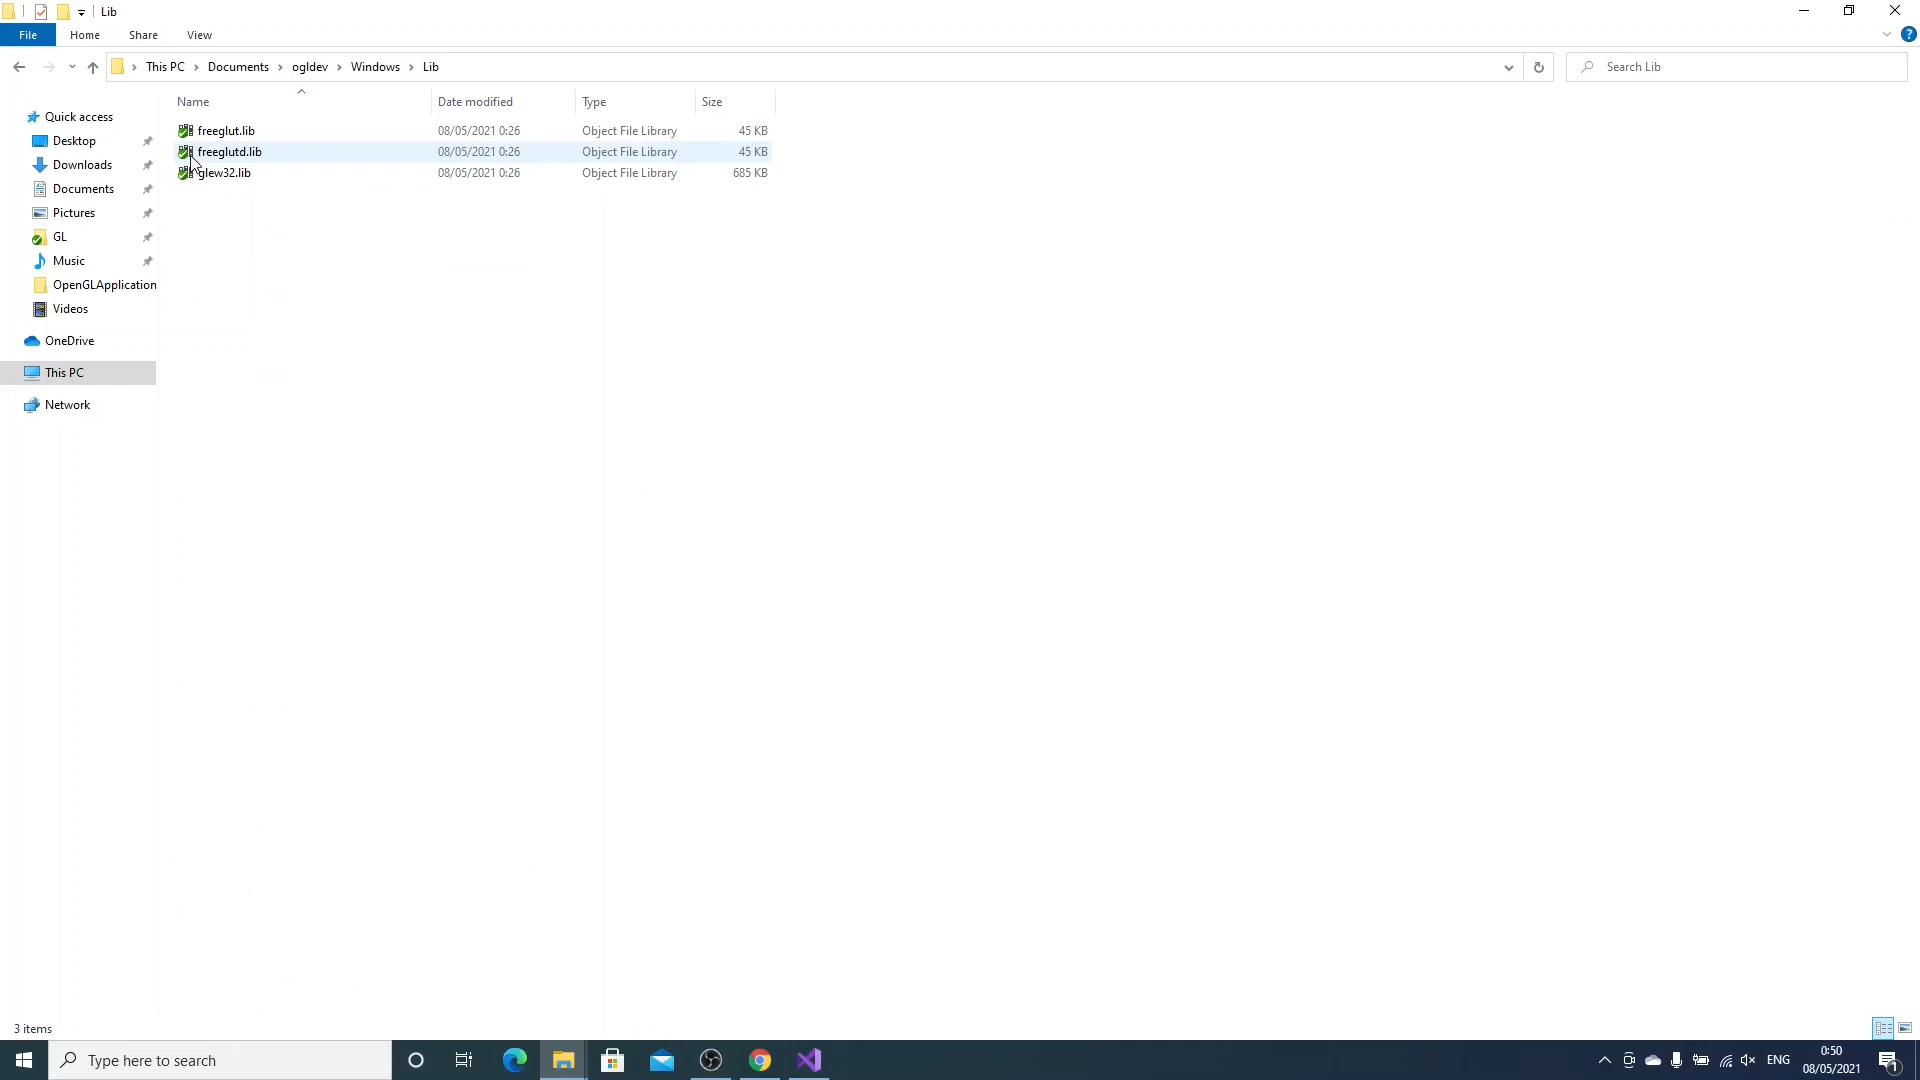 Lib
File Home Share View
This PC Documents ogldev Windows Lib Search Lib
Name Date modified Type Size
Quick access
Desktop
Downloads
Documents
Pictures
GL
Music
OpenGLApplication
Videos
OneDrive
This PC
Network
freeglut.lib 08/05/2021 0:26 Object File Library 45 KB
freeglutd.lib 08/05/2021 0:26 Object File Library 45 KB
glew32.lib 08/05/2021 0:26 Object File Library 685 KB
3 items
Type here to search
ENG
0:50
08/05/2021
1